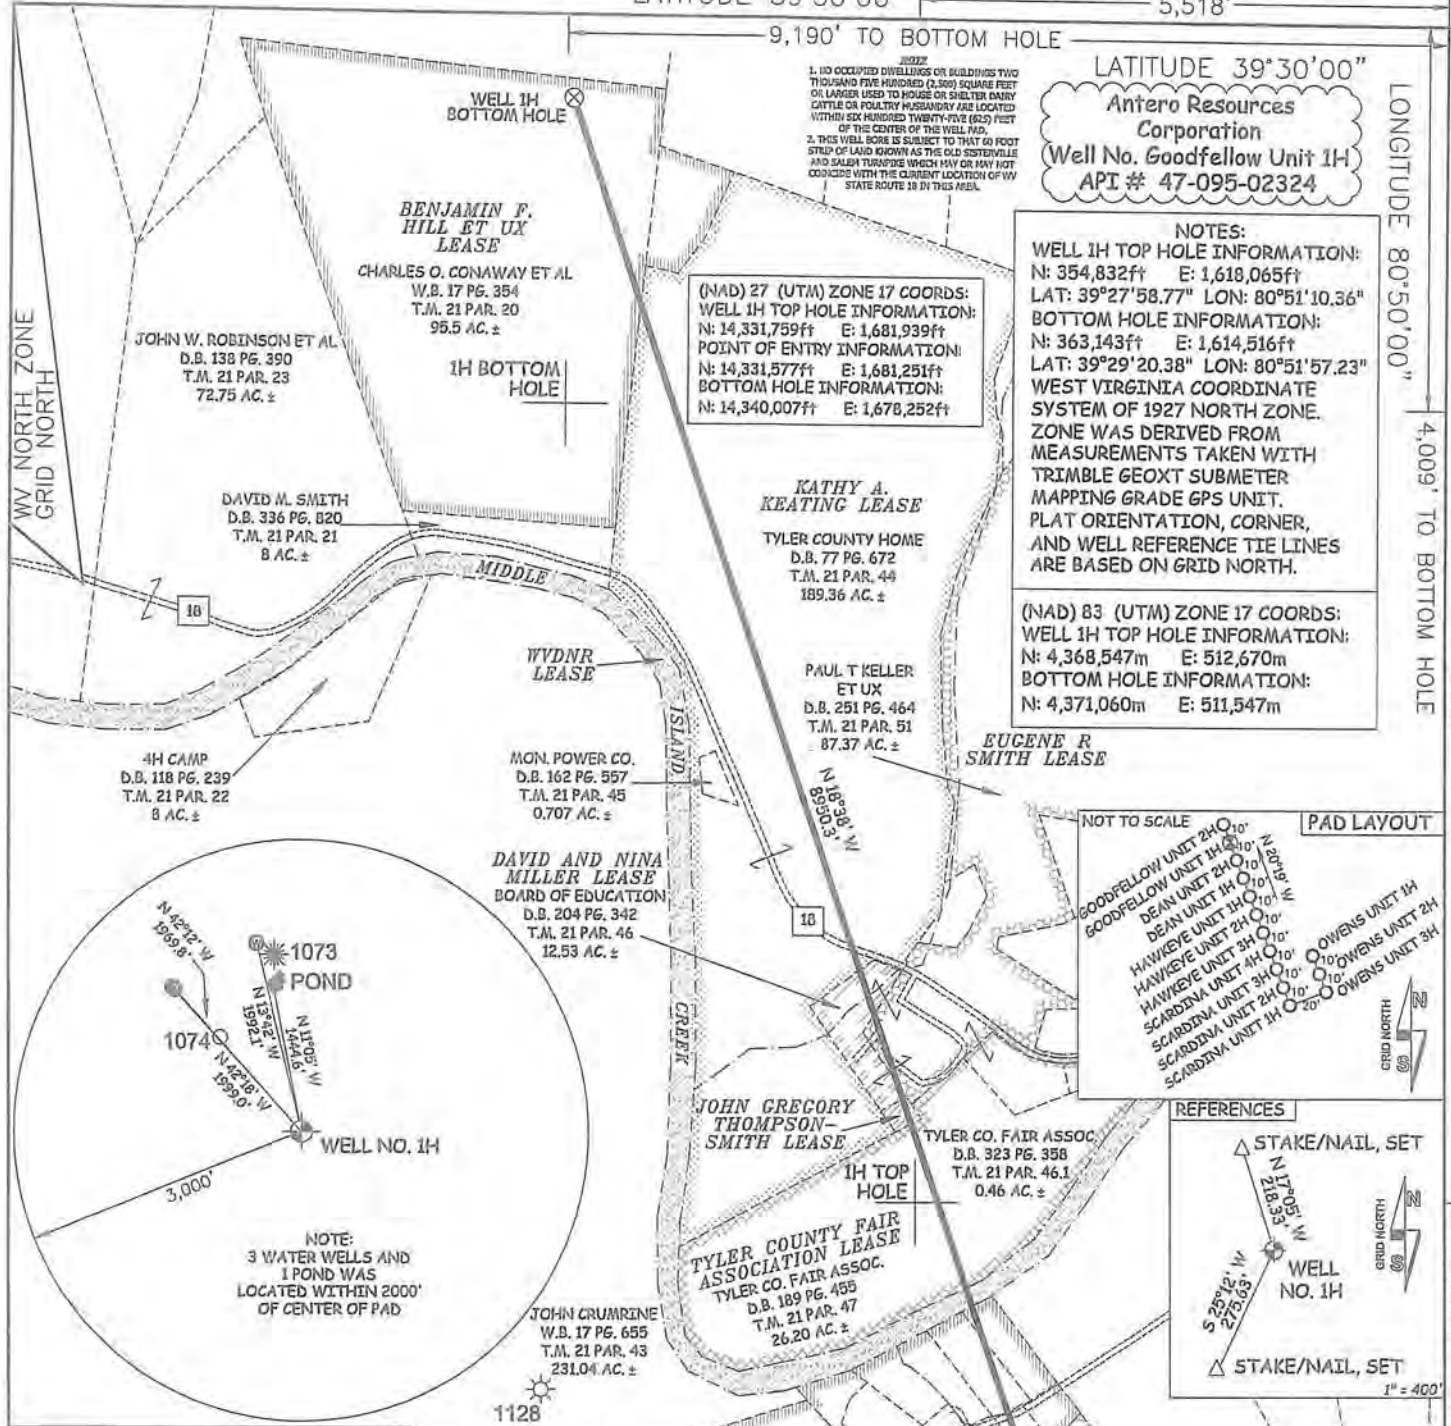 5,518'
9,190' TO BOTTOM HOLE
LATITUDE 39°30'00"
LONGITUDE 80°50'00"
4,009' TO BOTTOM HOLE
WV NORTH ZONE
GRID NORTH
NOTE
1. NO OCCUPIED DWELLINGS OR BUILDINGS TWO
THOUSAND FIVE HUNDRED (2,500) SQUARE FEET
OR LARGER USED TO HOUSE OR SHELTER DAIRY
CATTLE OR POULTRY HUSBANDRY ARE LOCATED
WITHIN SIX HUNDRED TWENTY-FIVE (625) FEET
OF THE CENTER OF THE WELL PAD.
2. THIS WELL BORE IS SUBJECT TO THAT 60 FOOT
STRIP OF LAND KNOWN AS THE OLD SISTERVILLE
AND SALEM TURNPIKE WHICH MAY OR MAY NOT
COINCIDE WITH THE CURRENT LOCATION OF WV
STATE ROUTE 18 IN THIS AREA.
Antero Resources
Corporation
Well No. Goodfellow Unit 1H
API # 47-095-02324
NOTES:
WELL 1H TOP HOLE INFORMATION:
N: 354,832ft E: 1,618,065ft
LAT: 39°27'58.77" LON: 80°51'10.36"
BOTTOM HOLE INFORMATION:
N: 363,143ft E: 1,614,516ft
LAT: 39°29'20.38" LON: 80°51'57.23"
WEST VIRGINIA COORDINATE
SYSTEM OF 1927 NORTH ZONE.
ZONE WAS DERIVED FROM
MEASUREMENTS TAKEN WITH
TRIMBLE GEOXT SUBMETER
MAPPING GRADE GPS UNIT.
PLAT ORIENTATION, CORNER,
AND WELL REFERENCE TIE LINES
ARE BASED ON GRID NORTH.
(NAD) 83 (UTM) ZONE 17 COORDS:
WELL 1H TOP HOLE INFORMATION:
N: 4,368,547m E: 512,670m
BOTTOM HOLE INFORMATION:
N: 4,371,060m E: 511,547m
(NAD) 27 (UTM) ZONE 17 COORDS:
WELL 1H TOP HOLE INFORMATION:
N: 14,331,759ft E: 1,681,939ft
POINT OF ENTRY INFORMATION:
N: 14,331,577ft E: 1,681,251ft
BOTTOM HOLE INFORMATION:
N: 14,340,007ft E: 1,678,252ft
WELL 1H
BOTTOM HOLE
BENJAMIN F.
HILL ET UX
LEASE
CHARLES O. CONAWAY ET AL
W.B. 17 PG. 354
T.M. 21 PAR. 20
95.5 AC. ±
1H BOTTOM
HOLE
JOHN W. ROBINSON ET AL
D.B. 138 PG. 390
T.M. 21 PAR. 23
72.75 AC. ±
DAVID M. SMITH
D.B. 336 PG. 820
T.M. 21 PAR. 21
8 AC. ±
18
MIDDLE
ISLAND
CREEK
KATHY A.
KEATING LEASE
TYLER COUNTY HOME
D.B. 77 PG. 672
T.M. 21 PAR. 44
189.36 AC. ±
WVDNR
LEASE
PAUL T KELLER
ET UX
D.B. 251 PG. 464
T.M. 21 PAR. 51
87.37 AC. ±
EUGENE R
SMITH LEASE
4H CAMP
D.B. 118 PG. 239
T.M. 21 PAR. 22
8 AC. ±
MON. POWER CO.
D.B. 162 PG. 557
T.M. 21 PAR. 45
0.707 AC. ±
N 18°38' W
8950.3'
DAVID AND NINA
MILLER LEASE
BOARD OF EDUCATION
D.B. 204 PG. 342
T.M. 21 PAR. 46
12.53 AC. ±
18
NOT TO SCALE
PAD LAYOUT
GOODFELLOW UNIT 2H
10'
GOODFELLOW UNIT 1H
10'
DEAN UNIT 2H
10'
DEAN UNIT 1H
10'
HAWKEYE UNIT 1H
10'
HAWKEYE UNIT 2H
10'
HAWKEYE UNIT 3H
10'
SCARDINA UNIT 4H
10'
SCARDINA UNIT 3H
10'
SCARDINA UNIT 2H
10'
SCARDINA UNIT 1H
20'
N 20°19' W
OWENS UNIT 1H
10'
OWENS UNIT 2H
10'
OWENS UNIT 3H
GRID NORTH
N
S
N 42°12' W
1969.8'
1073
POND
N 13°42' W
1992.1'
N 11°05' W
1444.6'
1074
N 42°18' W
1999.0'
WELL NO. 1H
3,000'
NOTE:
3 WATER WELLS AND
1 POND WAS
LOCATED WITHIN 2000'
OF CENTER OF PAD
JOHN GREGORY
THOMPSON-
SMITH LEASE
TYLER CO. FAIR ASSOC.
D.B. 323 PG. 358
T.M. 21 PAR. 46.1
0.46 AC. ±
1H TOP
HOLE
TYLER COUNTY FAIR
ASSOCIATION LEASE
TYLER CO. FAIR ASSOC.
D.B. 189 PG. 455
T.M. 21 PAR. 47
26.20 AC. ±
JOHN CRUMRINE
W.B. 17 PG. 655
T.M. 21 PAR. 43
231.04 AC. ±
1128
REFERENCES
STAKE/NAIL, SET
N 17°05' W
218.33'
WELL
NO. 1H
S 25°12' W
275.63'
STAKE/NAIL, SET
GRID NORTH
N
S
1" = 400'